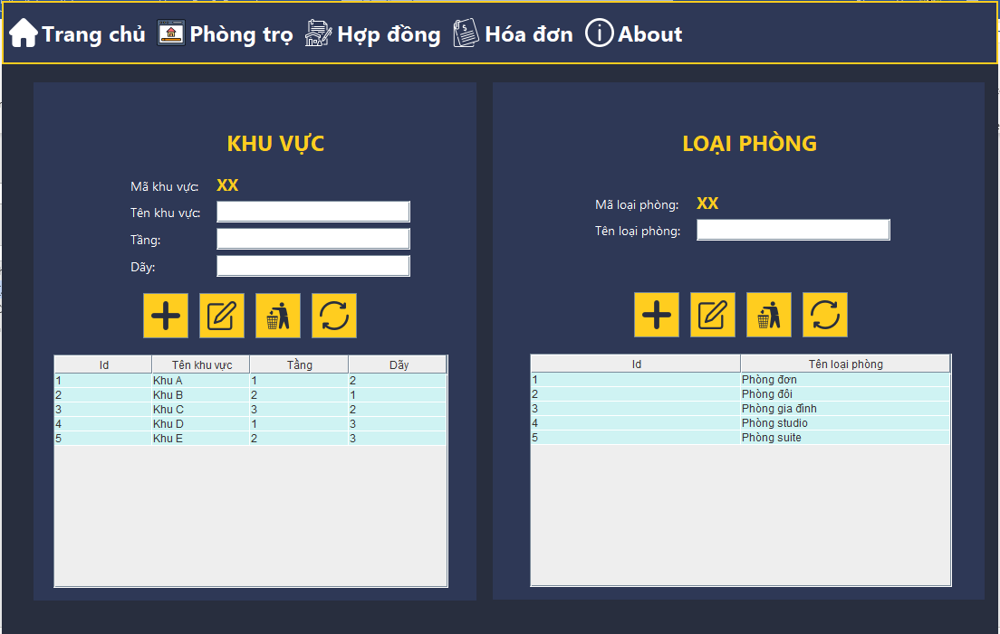 Trang chủ Phòng trọ Hợp đồng Hóa đơn About
KHU VỰC
Mã khu vực: XX
Tên khu vực:
Tầng:
Dãy:
Id Tên khu vực Tầng Dãy
1 Khu A 1 2
2 Khu B 2 1
3 Khu C 3 2
4 Khu D 1 3
5 Khu E 2 3
LOẠI PHÒNG
Mã loại phòng: XX
Tên loại phòng:
Id Tên loại phòng
1 Phòng đơn
2 Phòng đôi
3 Phòng gia đình
4 Phòng studio
5 Phòng suite